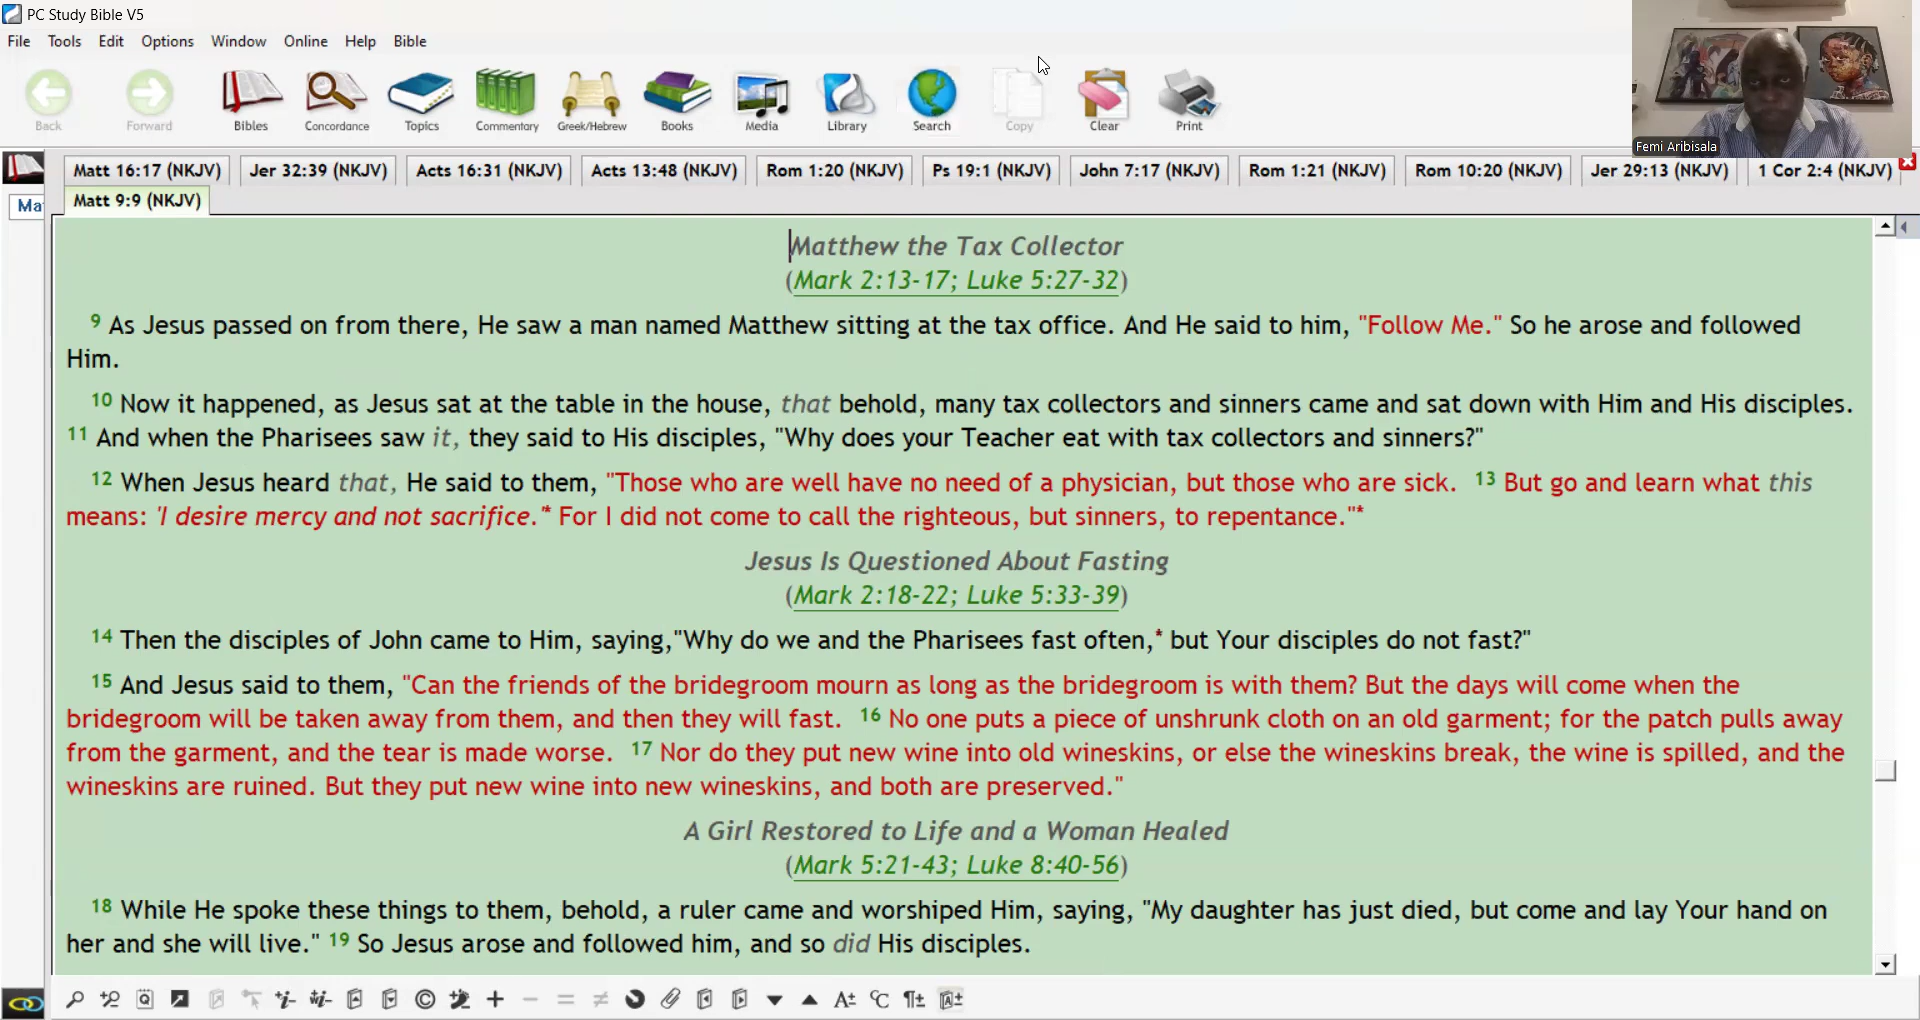 PC Study Bible V5
File Tools Edit Options Window Online Help Bible
Back Forward Bibles Concordance Topics Commentary Greek/Hebrew Books Media Library Search Copy Clear Print
Femi Aribisala
Matt 16:17 (NKJV) Jer 32:39 (NKJV) Acts 16:31 (NKJV) Acts 13:48 (NKJV) Rom 1:20 (NKJV) Ps 19:1 (NKJV) John 7:17 (NKJV) Rom 1:21 (NKJV) Rom 10:20 (NKJV) Jer 29:13 (NKJV) 1 Cor 2:4 (NKJV)
Ma Matt 9:9 (NKJV)
Matthew the Tax Collector
(Mark 2:13-17; Luke 5:27-32)
9 As Jesus passed on from there, He saw a man named Matthew sitting at the tax office. And He said to him, "Follow Me." So he arose and followed
Him.
10 Now it happened, as Jesus sat at the table in the house, that behold, many tax collectors and sinners came and sat down with Him and His disciples.
11 And when the Pharisees saw it, they said to His disciples, "Why does your Teacher eat with tax collectors and sinners?"
12 When Jesus heard that, He said to them, "Those who are well have no need of a physician, but those who are sick. 13 But go and learn what this
means: 'I desire mercy and not sacrifice.'* For I did not come to call the righteous, but sinners, to repentance."*
Jesus Is Questioned About Fasting
(Mark 2:18-22; Luke 5:33-39)
14 Then the disciples of John came to Him, saying,"Why do we and the Pharisees fast often,* but Your disciples do not fast?"
15 And Jesus said to them, "Can the friends of the bridegroom mourn as long as the bridegroom is with them? But the days will come when the
bridegroom will be taken away from them, and then they will fast. 16 No one puts a piece of unshrunk cloth on an old garment; for the patch pulls away
from the garment, and the tear is made worse. 17 Nor do they put new wine into old wineskins, or else the wineskins break, the wine is spilled, and the
wineskins are ruined. But they put new wine into new wineskins, and both are preserved."
A Girl Restored to Life and a Woman Healed
(Mark 5:21-43; Luke 8:40-56)
18 While He spoke these things to them, behold, a ruler came and worshiped Him, saying, "My daughter has just died, but come and lay Your hand on
her and she will live." 19 So Jesus arose and followed him, and so did His disciples.